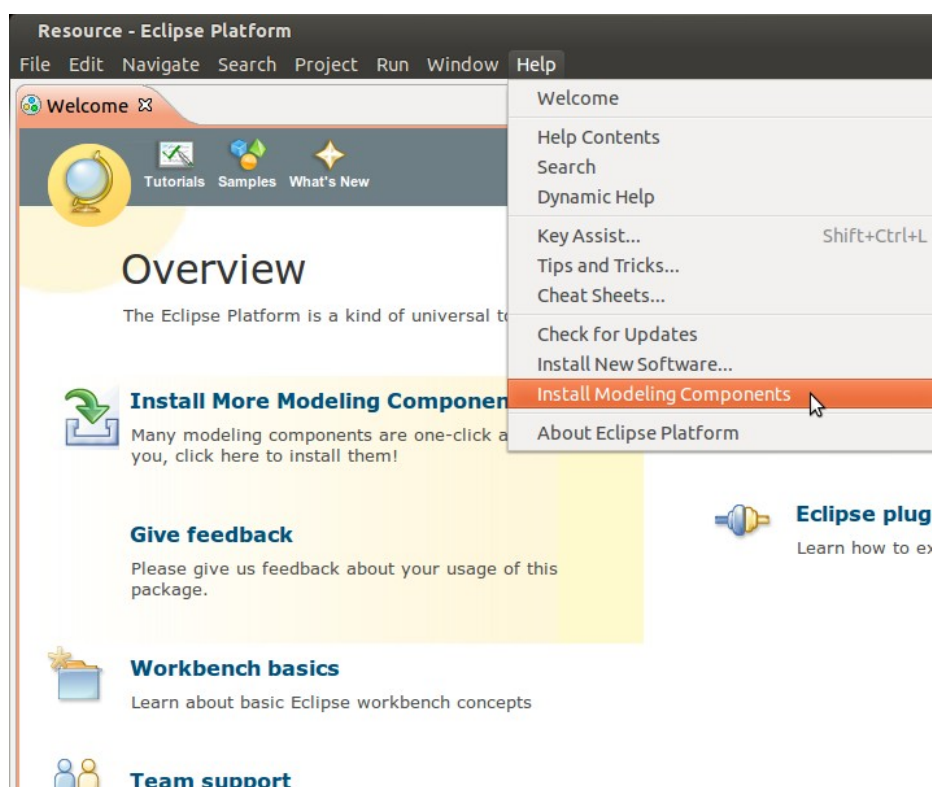 Resource - Eclipse Platform
File Edit Navigate Search Project Run Window Help
Welcome
Tutorials Samples What's New
Overview
The Eclipse Platform is a kind of universal
Install More Modeling
Many modeling components are one-click
you, click here to install them!
Give feedback
Please give us feedback about your usage of this
package.
Workbench basics
Learn about basic Eclipse workbench concepts
Team support
Welcome
Help Contents
Search
Dynamic Help
Key Assist... Shift+Ctrl+L
Tips and Tricks...
Cheat Sheets...
Check for Updates
Install New Software...
Install Modeling Components
About Eclipse Platform
Eclipse plug
Learn how to